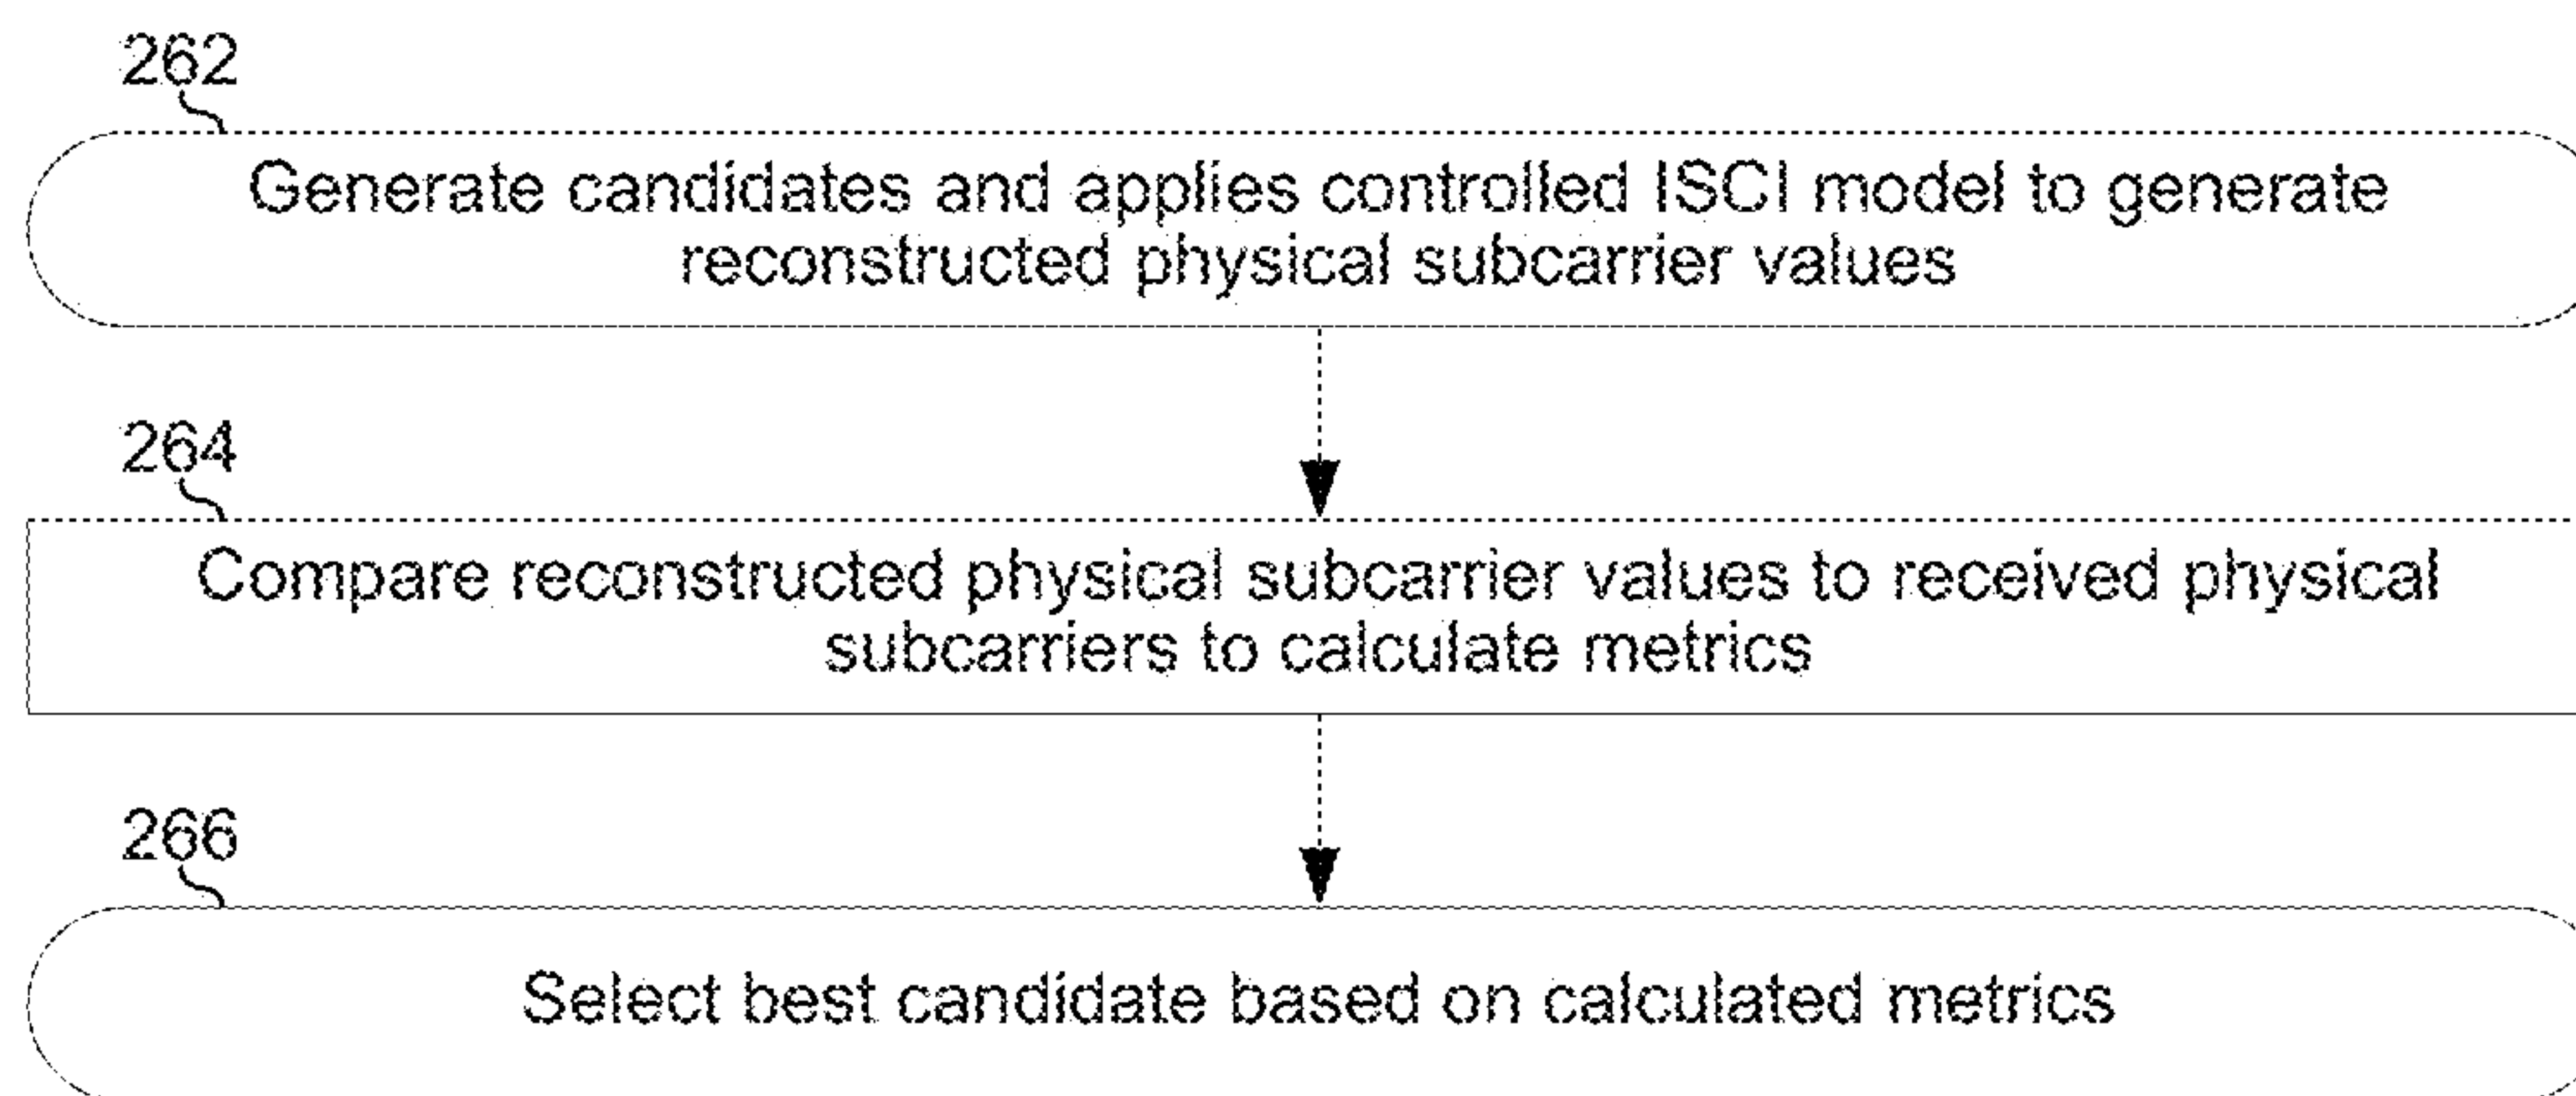 262
Generate candidates and applies controlled ISCI model to generate
reconstructed physical subcarrier values
264
Compare reconstructed physical subcarrier values to received physical
subcarriers to calculate metrics
266
Select best candidate based on calculated metrics